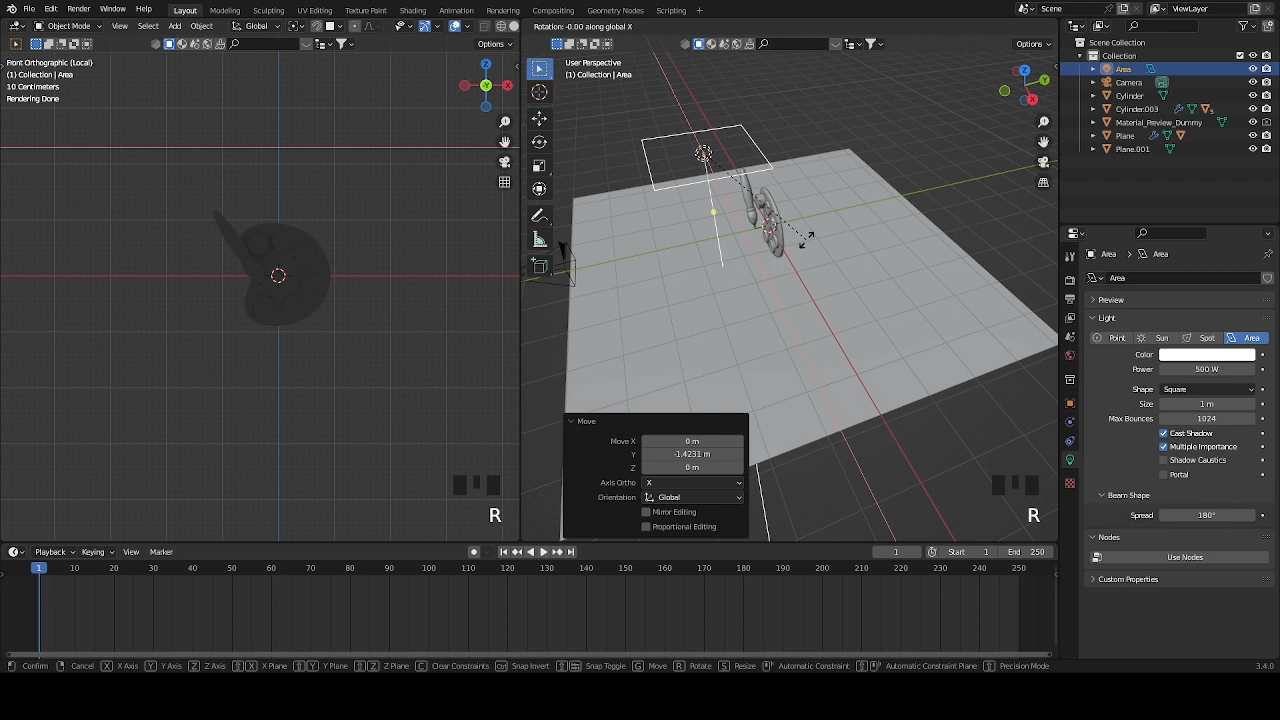 File Edit Render Window Help Layout Modeling Sculpting UV Editing Texture Paint Shading Animation Rendering Compositing Geometry Nodes Scripting + Scene ViewLayer
Object Mode View Select Add Object Global
Rotation: -0.00 along global X
Options
Options
Front Orthographic (Local)
(1) Collection | Area
10 Centimeters
Rendering Done
User Perspective
(1) Collection | Area
Z
X
Y
Z
Y
X
Scene Collection
Collection
Area
Camera
Cylinder
Cylinder.003
5
Material_Preview_Dummy
Plane
Plane.001
Area Area
Area
Preview
Light
Point Sun Spot Area
Color
Power 500 W
Shape Square
Size 1 m
Max Bounces 1024
Cast Shadow
Multiple Importance
Shadow Caustics
Portal
Beam Shape
Spread 180°
Nodes
Use Nodes
Custom Properties
Move
Move X 0 m
Y -1.4231 m
Z 0 m
Axis Ortho X
Orientation Global
Mirror Editing
Proportional Editing
R
R
Playback Keying View Marker 1 Start 1 End 250
1 10 20 30 40 50 60 70 80 90 100 110 120 130 140 150 160 170 180 190 200 210 220 230 240 250
Confirm Cancel X X Axis Y Y Axis Z Z Axis X X Plane Y Y Plane Z Z Plane C Clear Constraints Ctrl Snap Invert Snap Toggle G Move R Rotate S Resize Automatic Constraint Automatic Constraint Plane Precision Mode 3.4.0